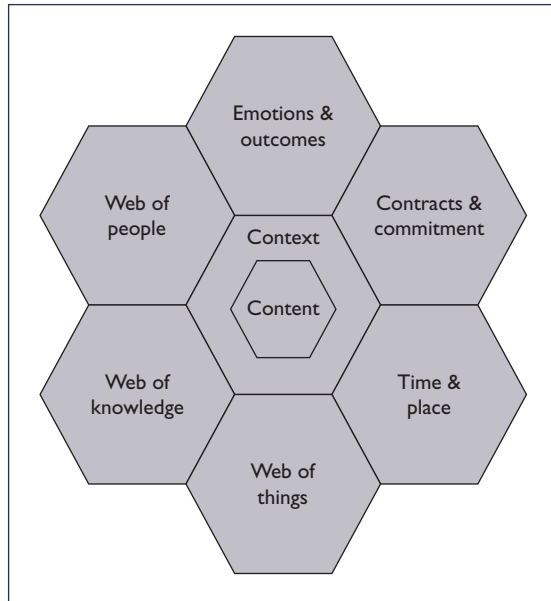 Emotions &
outcomes
Web of
people
Contracts &
commitment
Context
Content
Web of
knowledge
Time &
place
Web of
things